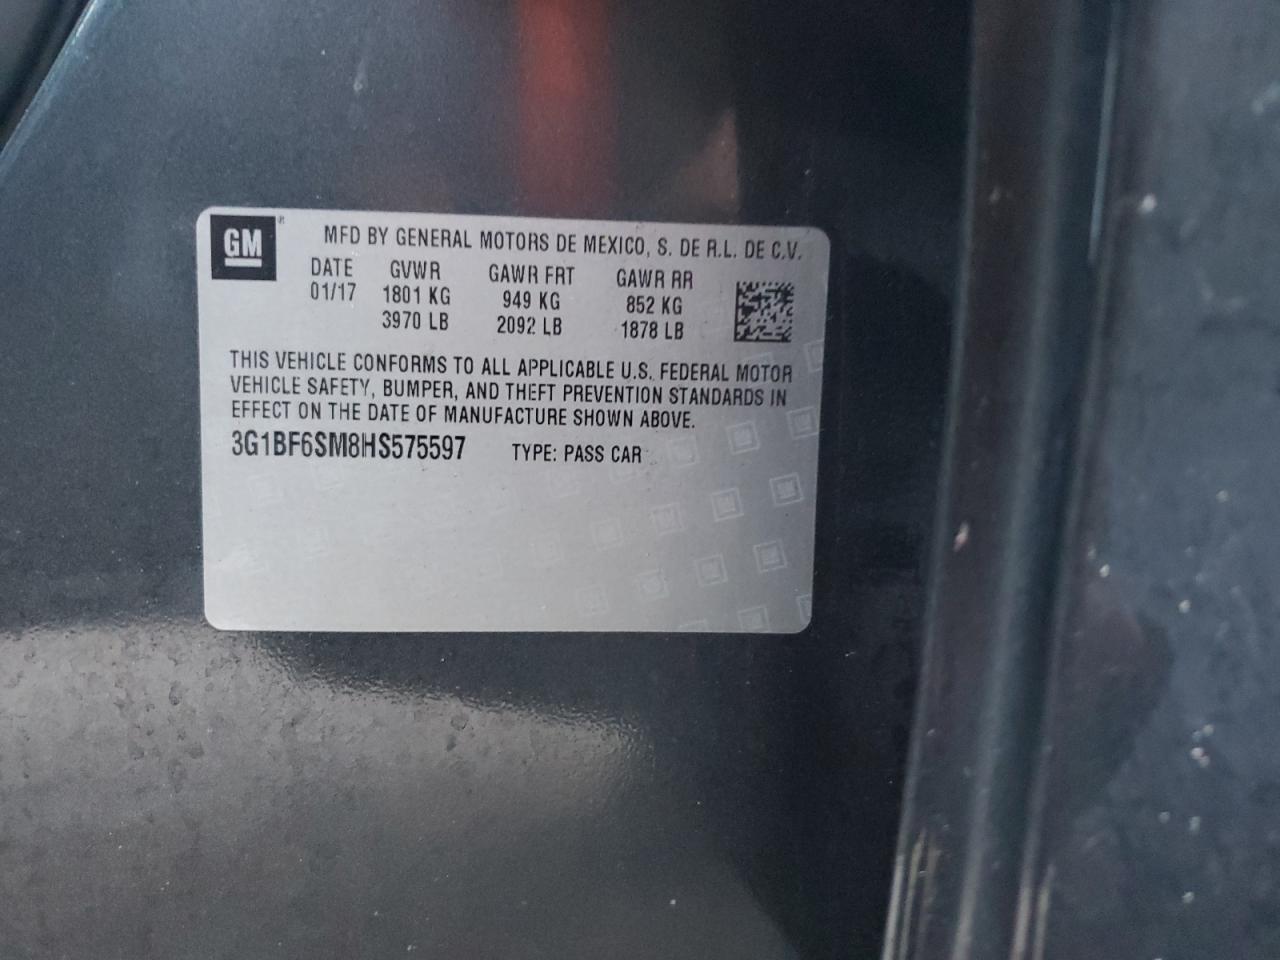 GM®
MFD BY GENERAL MOTORS DE MEXICO, S. DE R.L. DE C.V.
DATE GVWR GAWR FRT GAWR RR
01/17 1801 KG 949 KG 852 KG
3970 LB 2092 LB 1878 LB
THIS VEHICLE CONFORMS TO ALL APPLICABLE U.S. FEDERAL MOTOR
VEHICLE SAFETY, BUMPER, AND THEFT PREVENTION STANDARDS IN
EFFECT ON THE DATE OF MANUFACTURE SHOWN ABOVE.
3G1BF6SM8HS575597 TYPE: PASS CAR